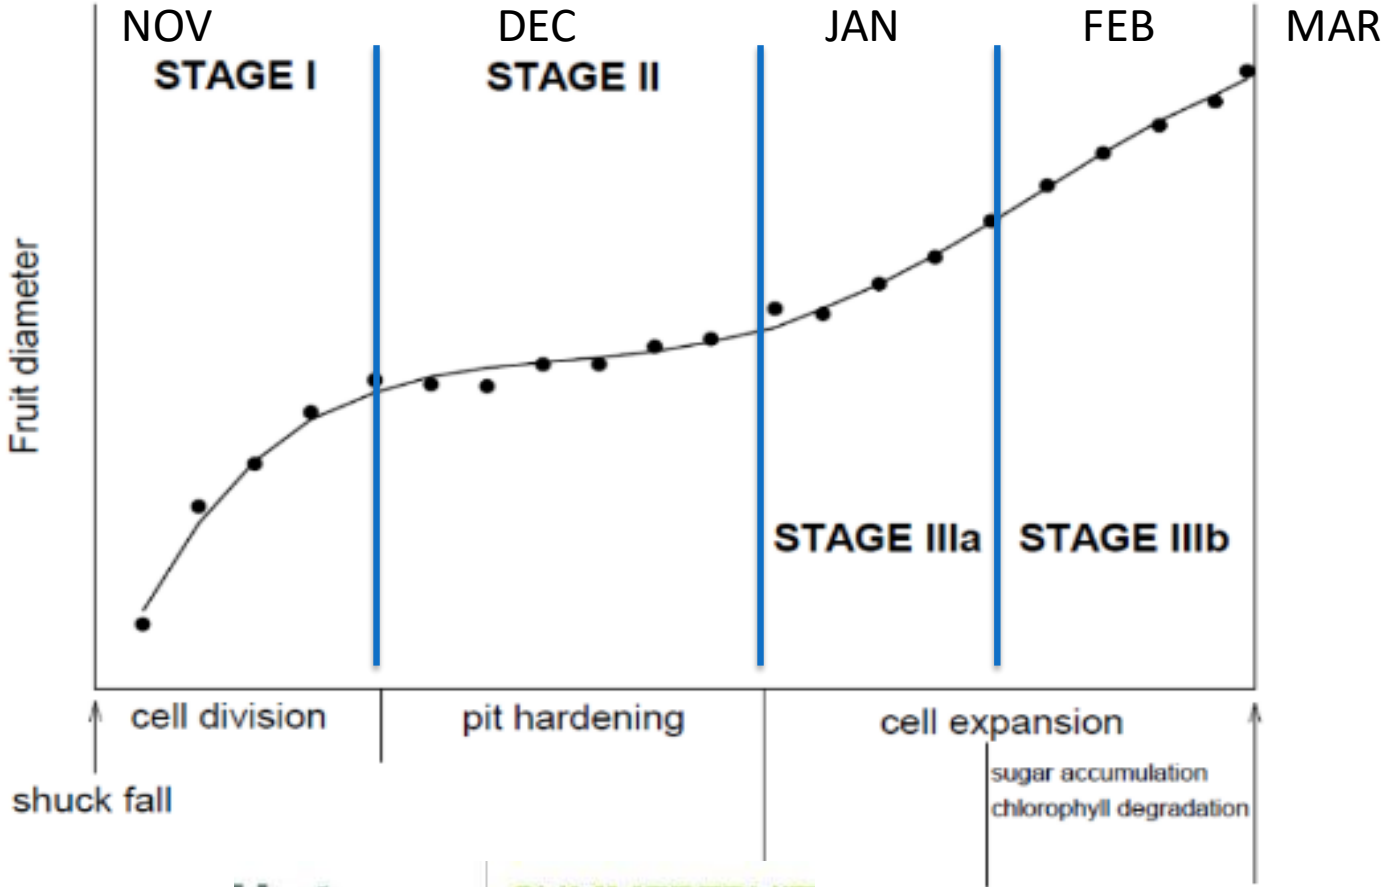 NOV DEC JAN FEB MAR
STAGE I STAGE II
Fruit diameter
STAGE IIIa STAGE IIIb
cell division pit hardening cell expansion
sugar accumulation
shuck fall
chlorophyll degradation